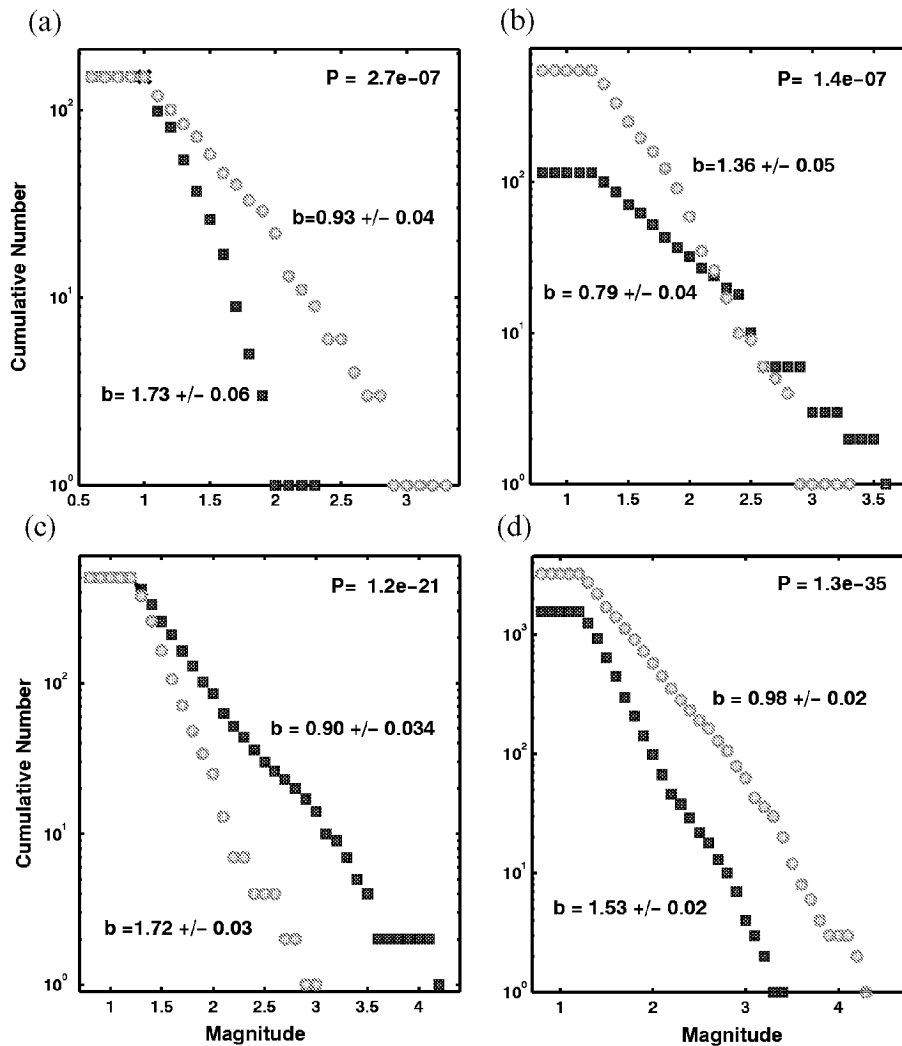 (a)
P = 2.7e−07
b=0.93 +/− 0.04
b= 1.73 +/− 0.06
Cumulative Number
10²
10¹
10⁰
0.5 1 1.5 2 2.5 3
(b)
P = 1.4e−07
b=1.36 +/− 0.05
b = 0.79 +/− 0.04
10²
10¹
10⁰
1 1.5 2 2.5 3 3.5
(c)
P = 1.2e−21
b = 0.90 +/− 0.034
b =1.72 +/− 0.03
Cumulative Number
10²
10¹
10⁰
1 1.5 2 2.5 3 3.5 4
Magnitude
(d)
P = 1.3e−35
b = 0.98 +/− 0.02
b = 1.53 +/− 0.02
10³
10²
10¹
10⁰
1 2 3 4
Magnitude